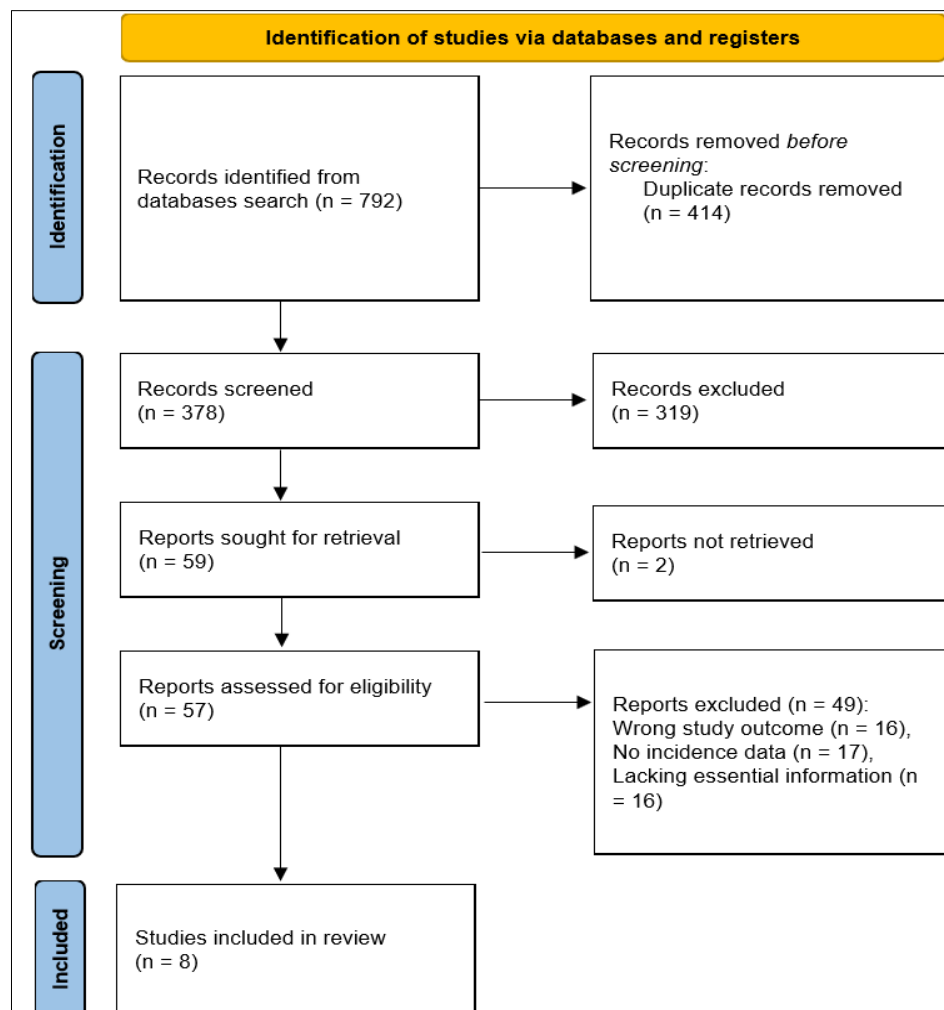 Identification of studies via databases and registers
Identification
Records identified from
databases search (n = 792)
Records removed before
screening:
Duplicate records removed
(n = 414)
Screening
Records screened
(n = 378)
Records excluded
(n = 319)
Reports sought for retrieval
(n = 59)
Reports not retrieved
(n = 2)
Reports assessed for eligibility
(n = 57)
Reports excluded (n = 49):
Wrong study outcome (n = 16),
No incidence data (n = 17),
Lacking essential information (n
= 16)
Included
Studies included in review
(n = 8)